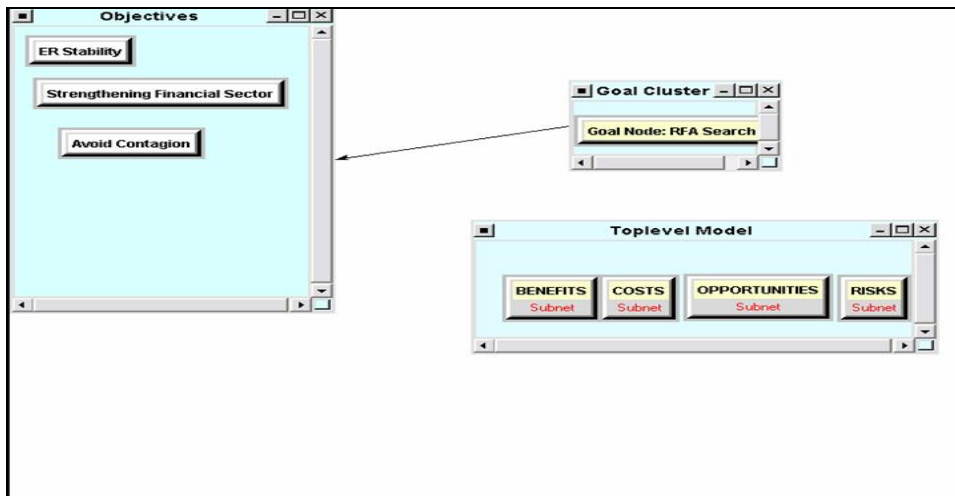 Objectives
ER Stability
Strengthening Financial Sector
Avoid Contagion
Goal Cluster
Goal Node: RFA Search
Toplevel Model
BENEFITS COSTS OPPORTUNITIES RISKS
Subnet Subnet Subnet Subnet